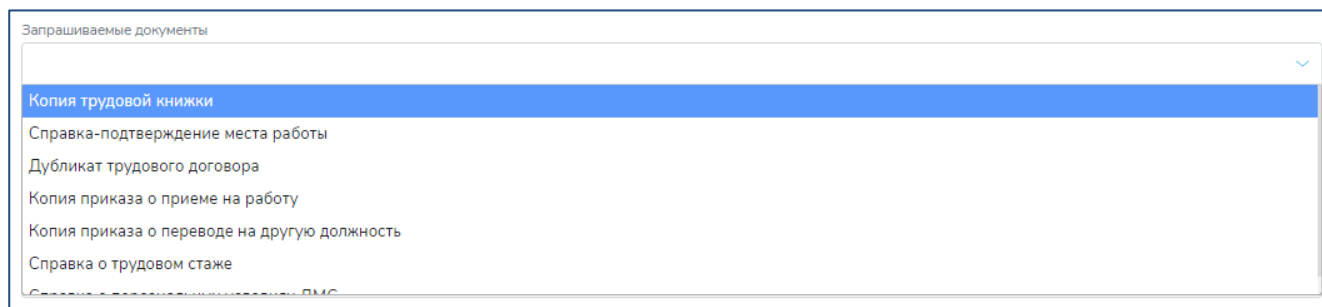 Запрашиваемые документы
Копия трудовой книжки
Справка-подтверждение места работы
Дубликат трудового договора
Копия приказа о приеме на работу
Копия приказа о переводе на другую должность
Справка о трудовом стаже